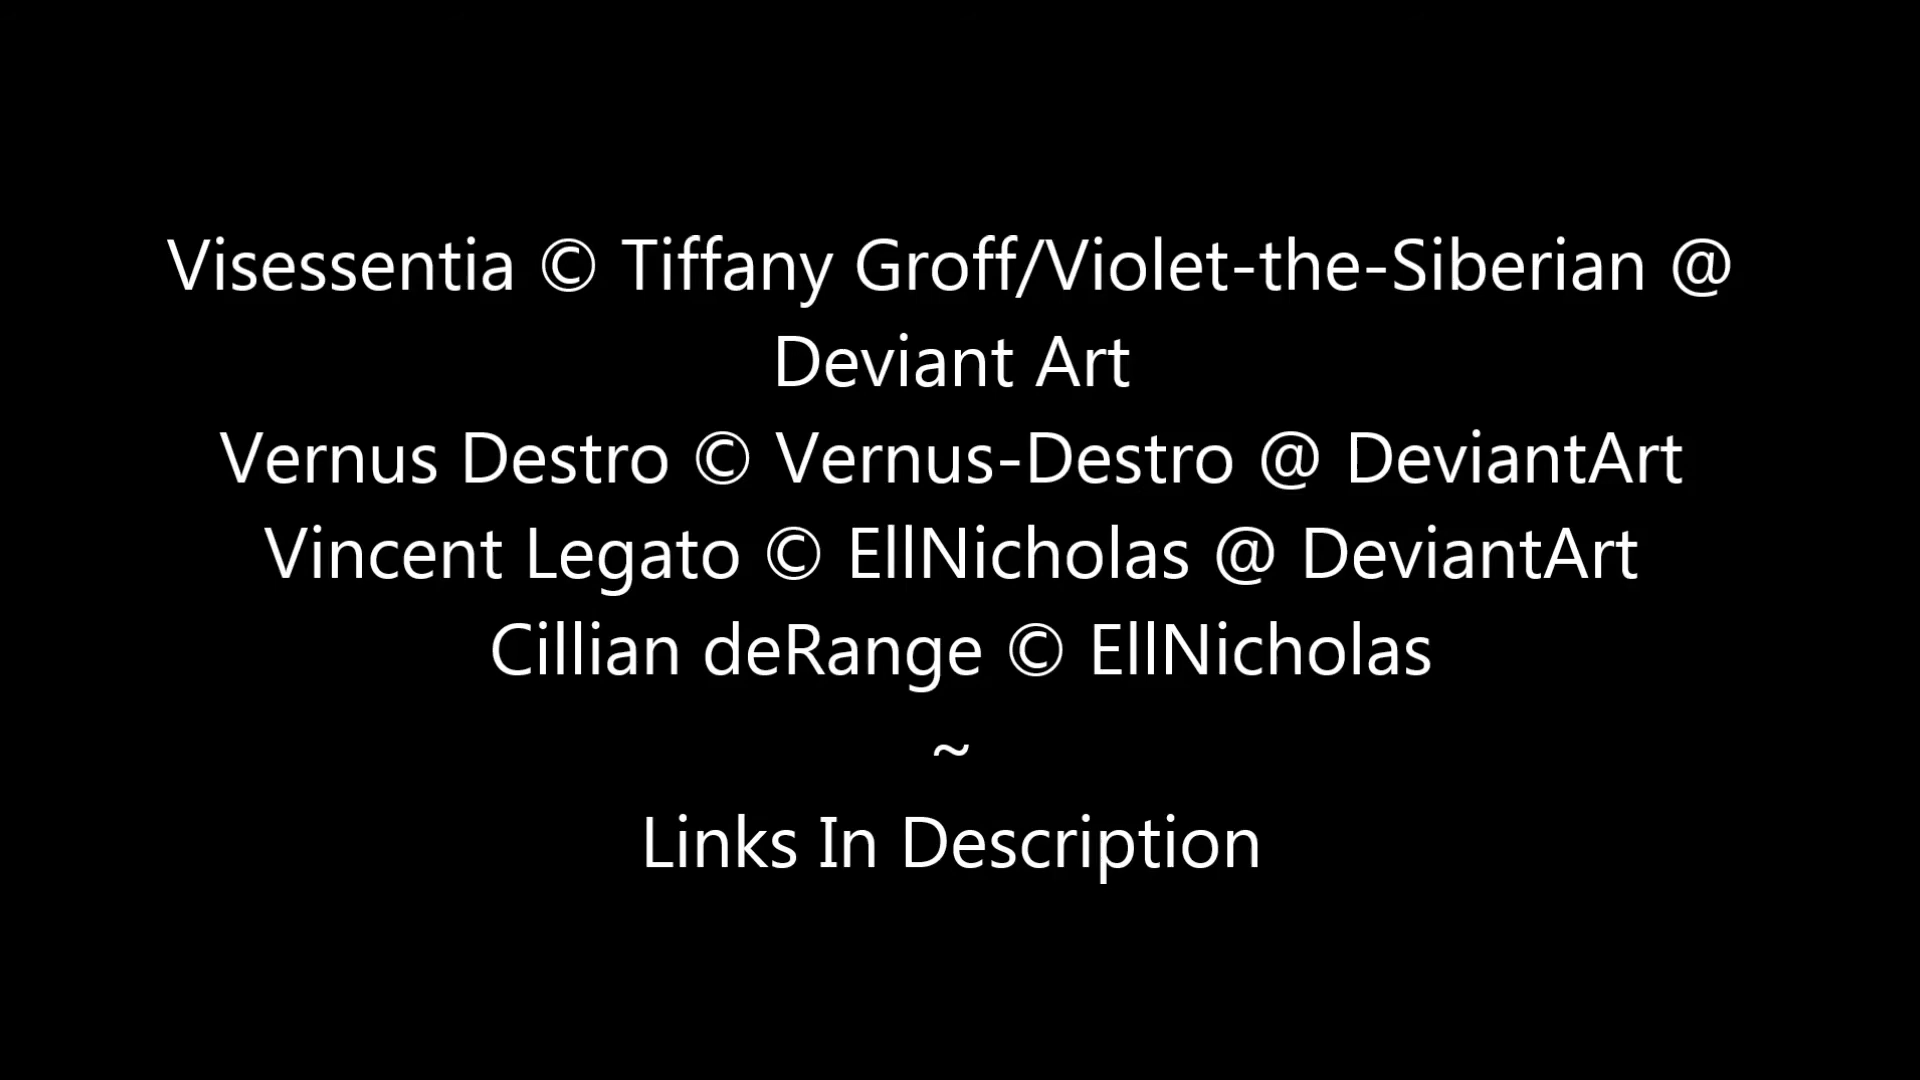 Visessentia © Tiffany Groff/Violet-the-Siberian @
Deviant Art
Vernus Destro © Vernus-Destro @ DeviantArt
Vincent Legato © EllNicholas @ DeviantArt
Cillian deRange © EllNicholas
~
Links In Description